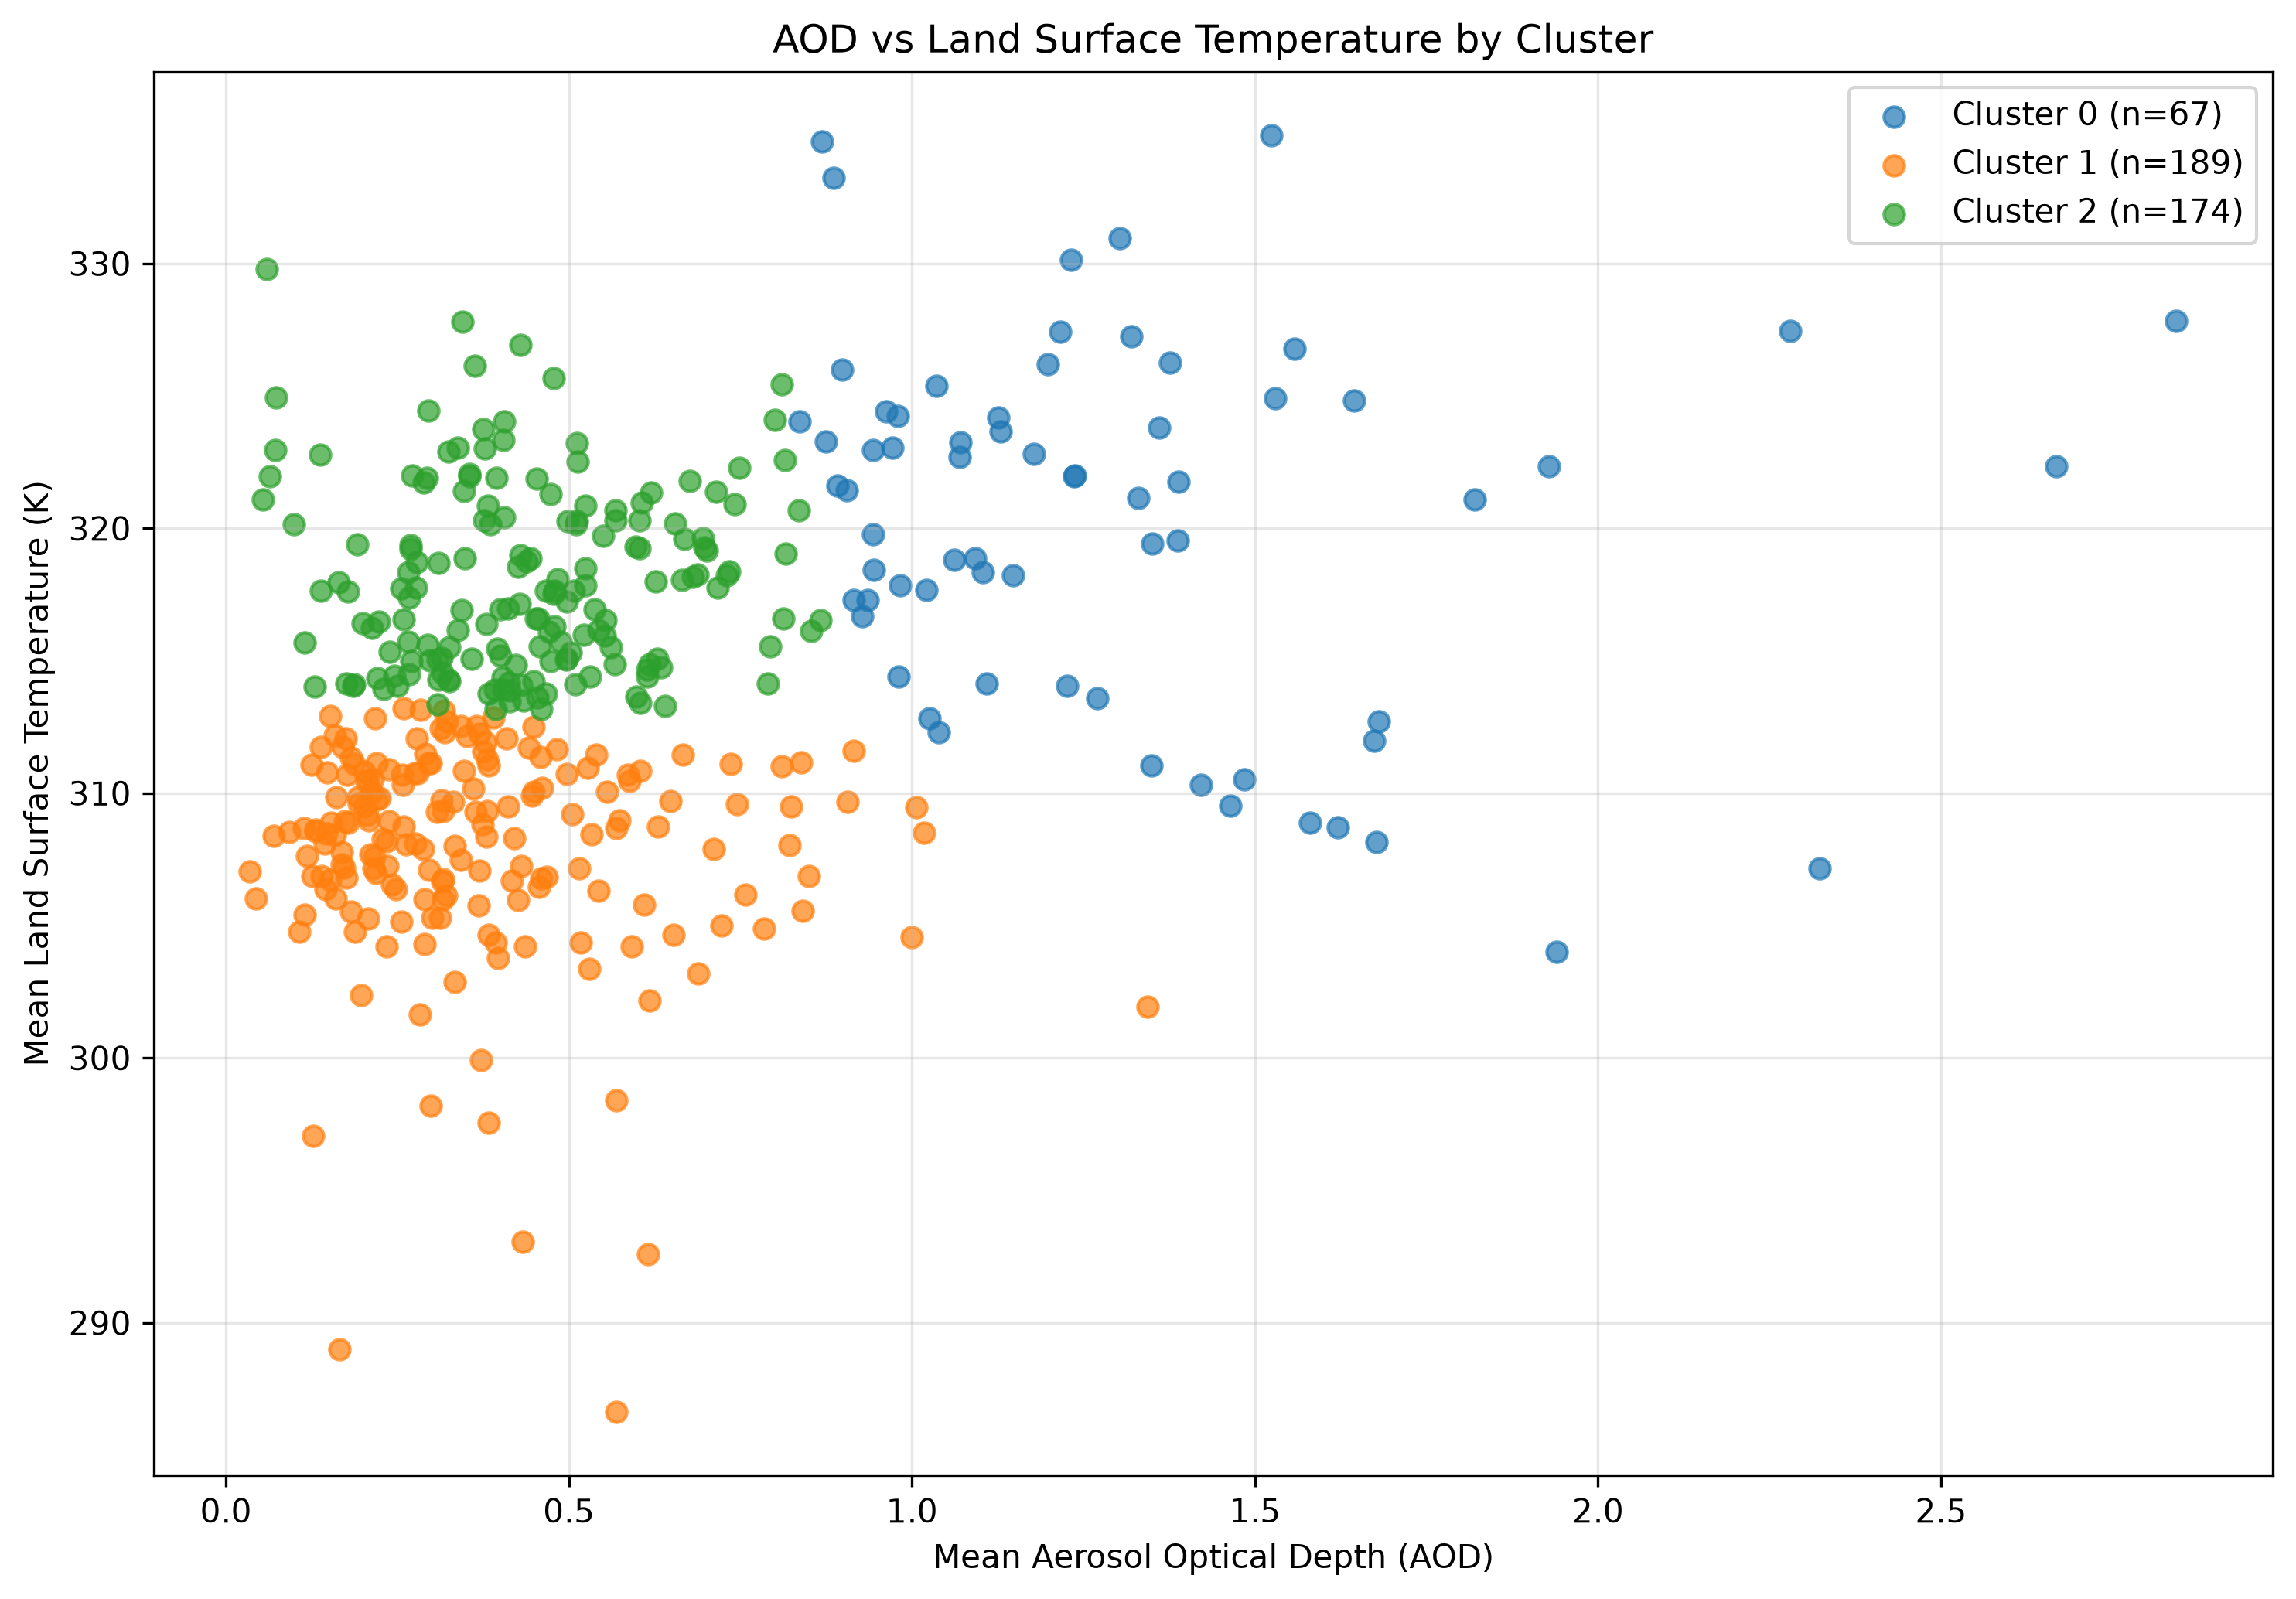 AOD vs Land Surface Temperature by Cluster
Cluster 0 (n=67)
Cluster 1 (n=189)
Cluster 2 (n=174)
Mean Land Surface Temperature (K)
330
320
310
300
290
0.0 0.5 1.0 1.5 2.0 2.5
Mean Aerosol Optical Depth (AOD)